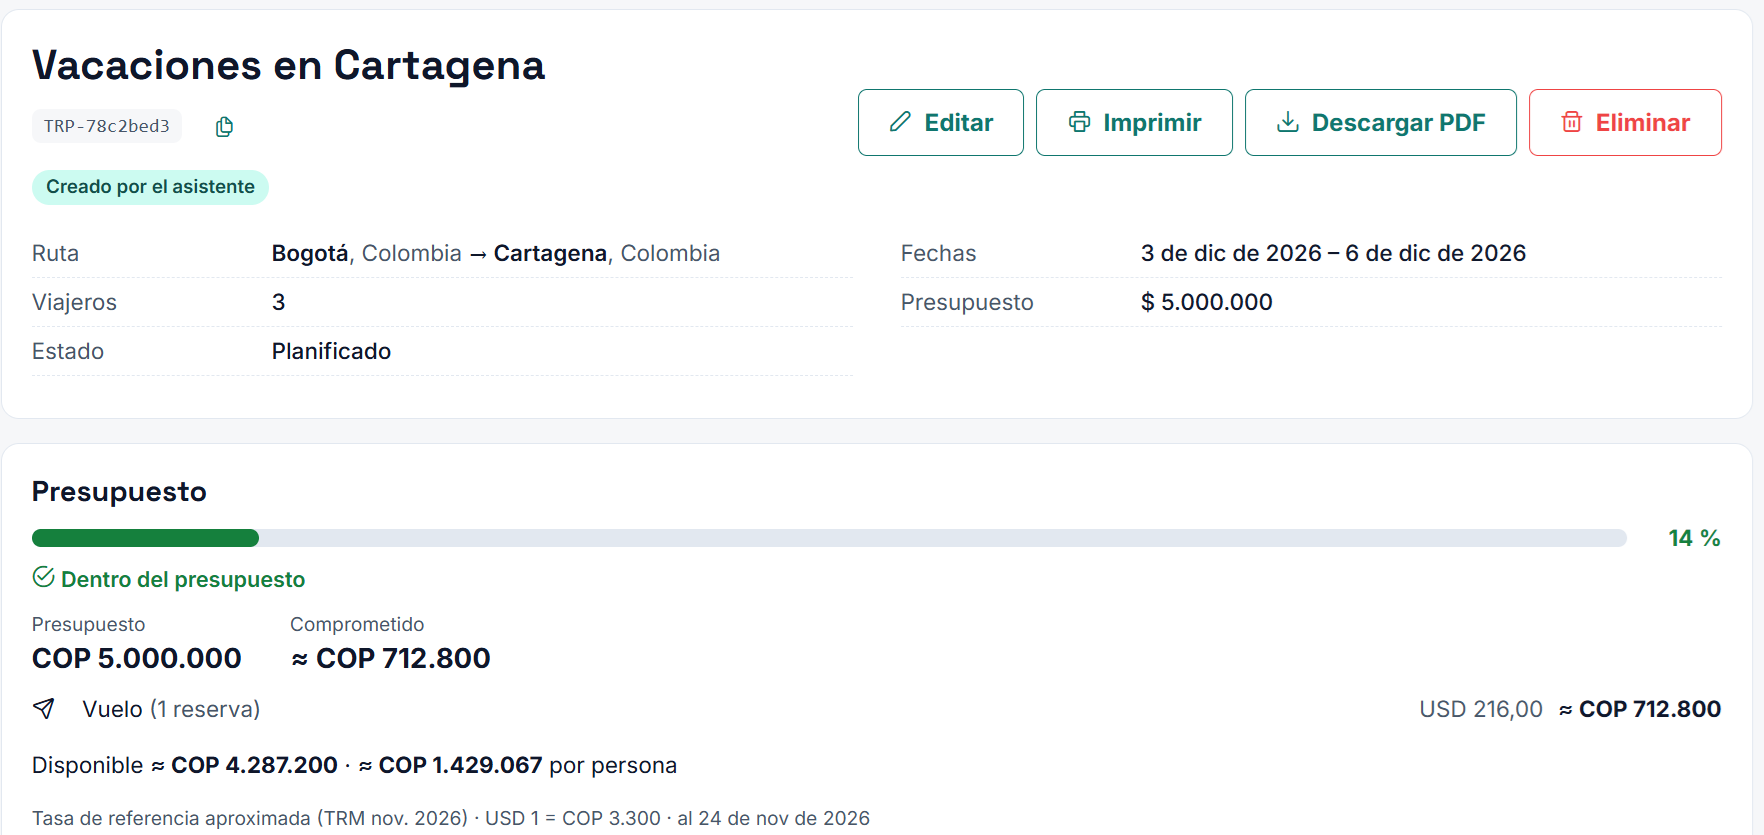 Vacaciones en Cartagena
TRP-78c2bed3
Editar
Imprimir
Descargar PDF
Eliminar
Creado por el asistente
Ruta
Bogotá, Colombia → Cartagena, Colombia
Fechas
3 de dic de 2026 – 6 de dic de 2026
Viajeros
3
Presupuesto
$ 5.000.000
Estado
Planificado
Presupuesto
14 %
Dentro del presupuesto
Presupuesto
COP 5.000.000
Comprometido
≈ COP 712.800
Vuelo (1 reserva)
USD 216,00 ≈ COP 712.800
Disponible ≈ COP 4.287.200 · ≈ COP 1.429.067 por persona
Tasa de referencia aproximada (TRM nov. 2026) · USD 1 = COP 3.300 · al 24 de nov de 2026